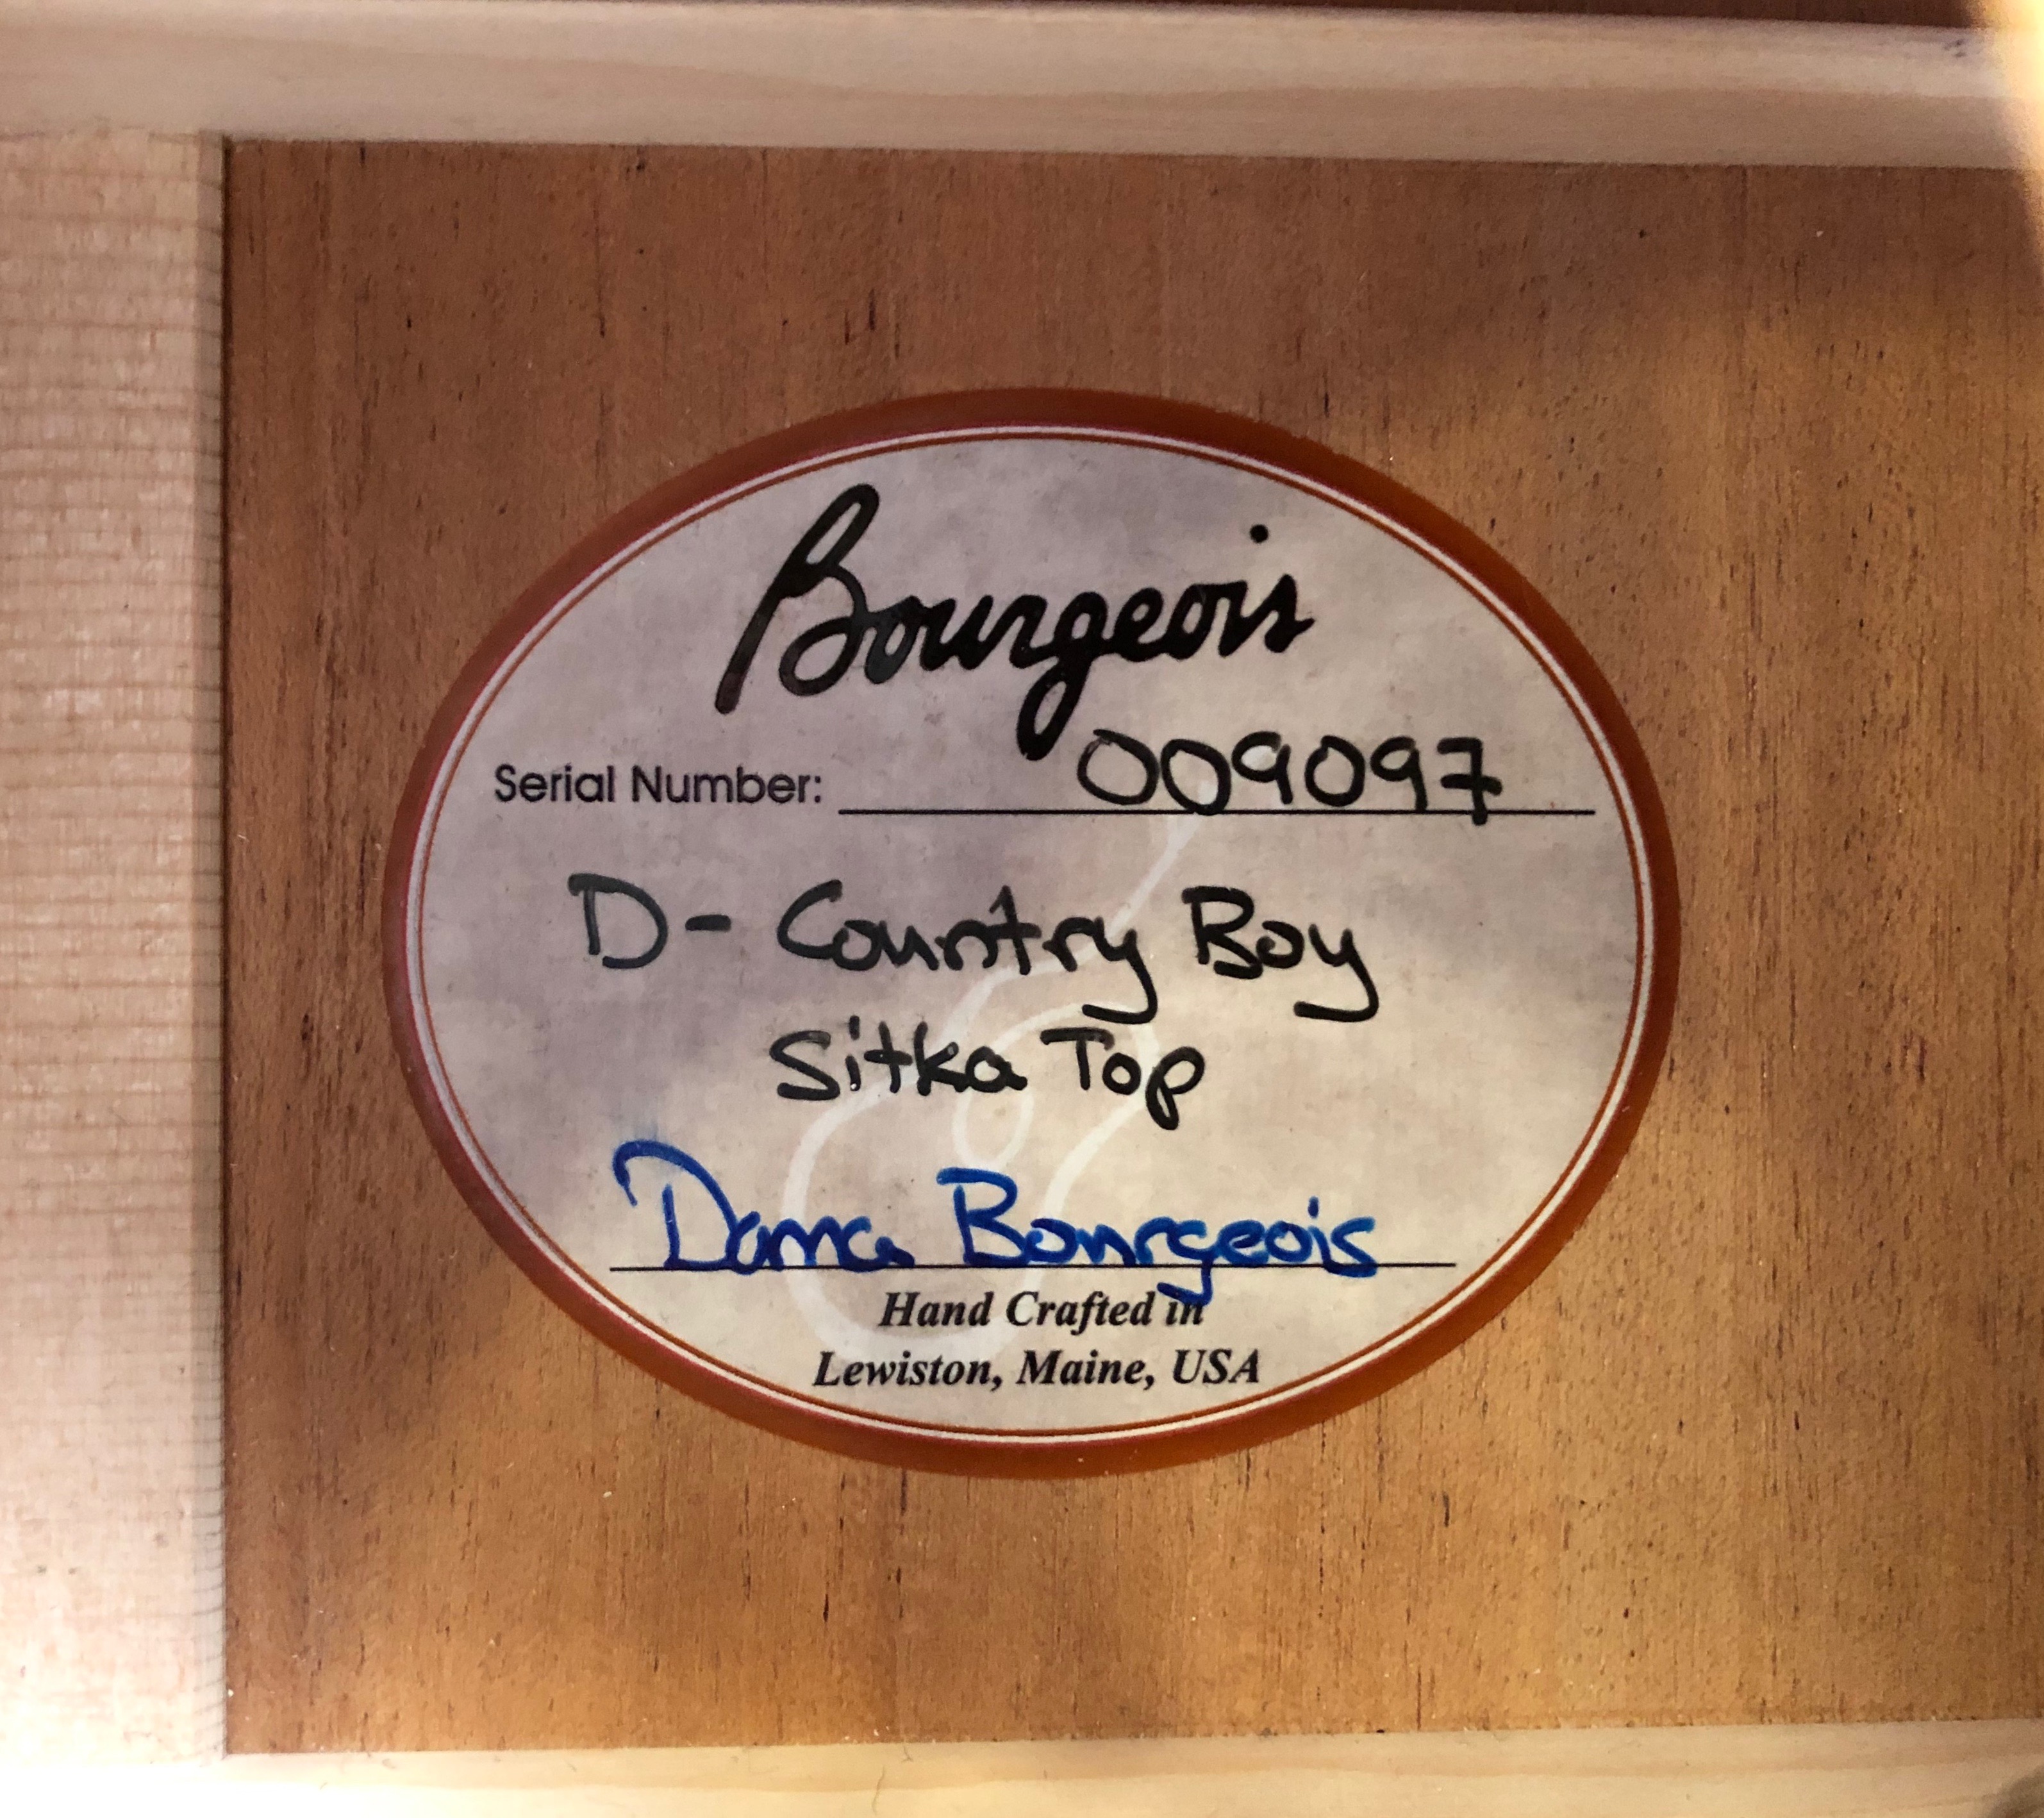 Bourgeois
Serial Number: 009097
D- Country Boy
Sitka Top
Dana Bourgeois
Hand Crafted in
Lewiston, Maine, USA